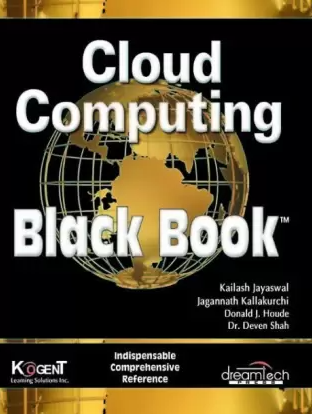 Cloud
Computing
Black Book™
Kailash Jayaswal
Jagannath Kallakurchi
Donald J. Houde
Dr. Deven Shah
KOGENT
Learning Solutions Inc.
Indispensable
Comprehensive
Reference
dreamtech
PRESS